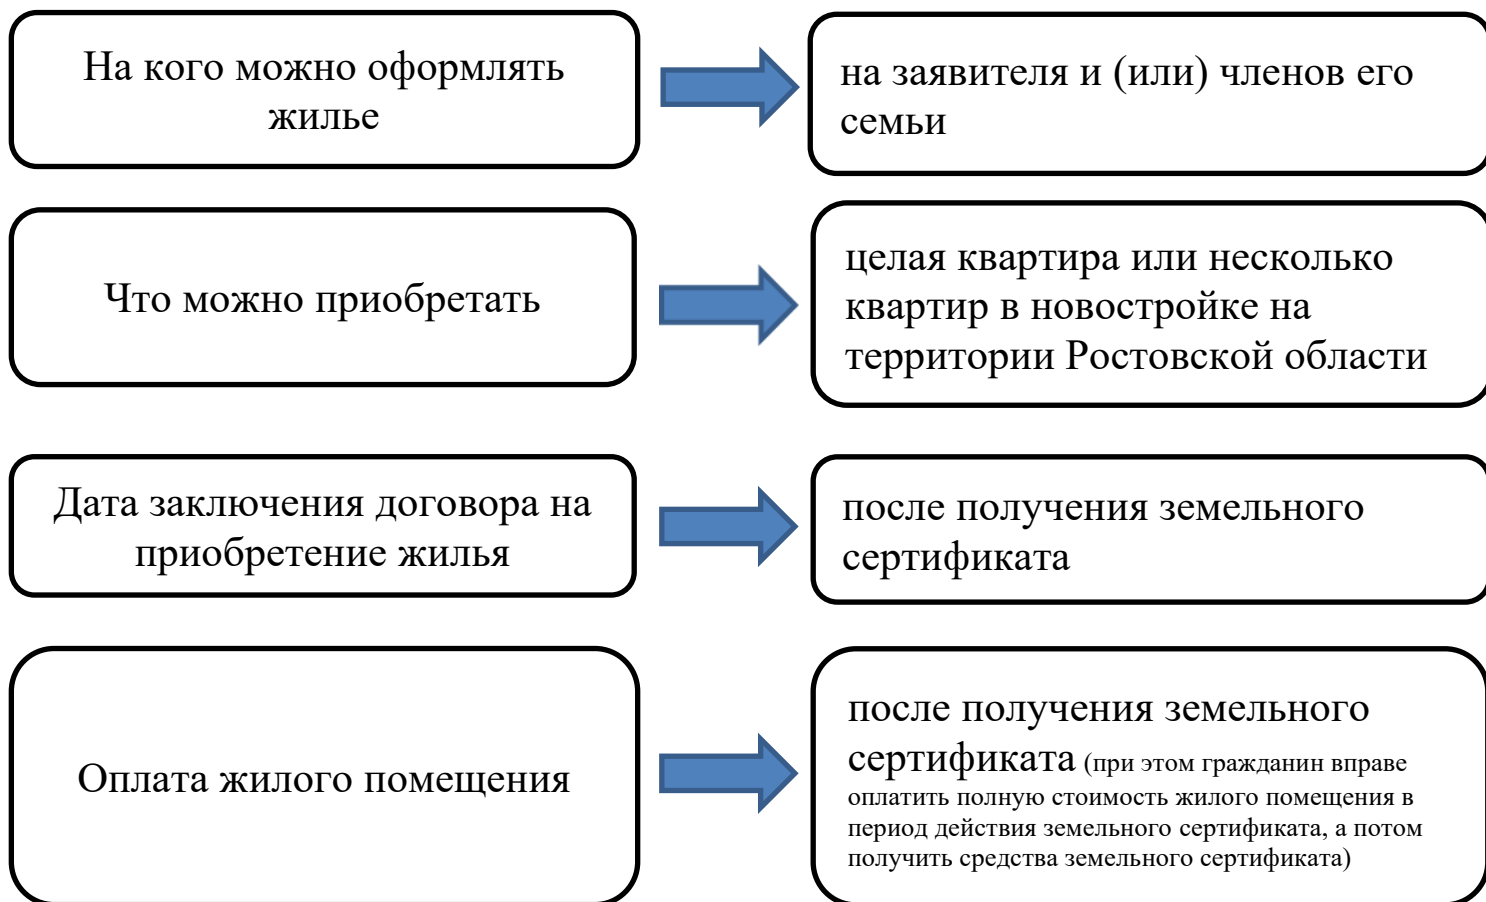 На кого можно оформлять
жилье
на заявителя и (или) членов его
семьи
Что можно приобретать
целая квартира или несколько
квартир в новостройке на
территории Ростовской области
Дата заключения договора на
приобретение жилья
после получения земельного
сертификата
Оплата жилого помещения
после получения земельного
сертификата (при этом гражданин вправе
оплатить полную стоимость жилого помещения в
период действия земельного сертификата, а потом
получить средства земельного сертификата)